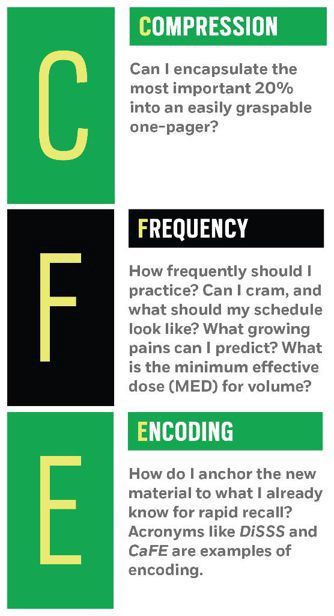 C
COMPRESSION
Can I encapsulate the
most important 20%
into an easily graspable
one-pager?
F
FREQUENCY
How frequently should I
practice? Can I cram, and
what should my schedule
look like? What growing
pains can I predict? What
is the minimum effective
dose (MED) for volume?
E
ENCODING
How do I anchor the new
material to what I already
know for rapid recall?
Acronyms like DiSSS and
CaFE are examples of
encoding.